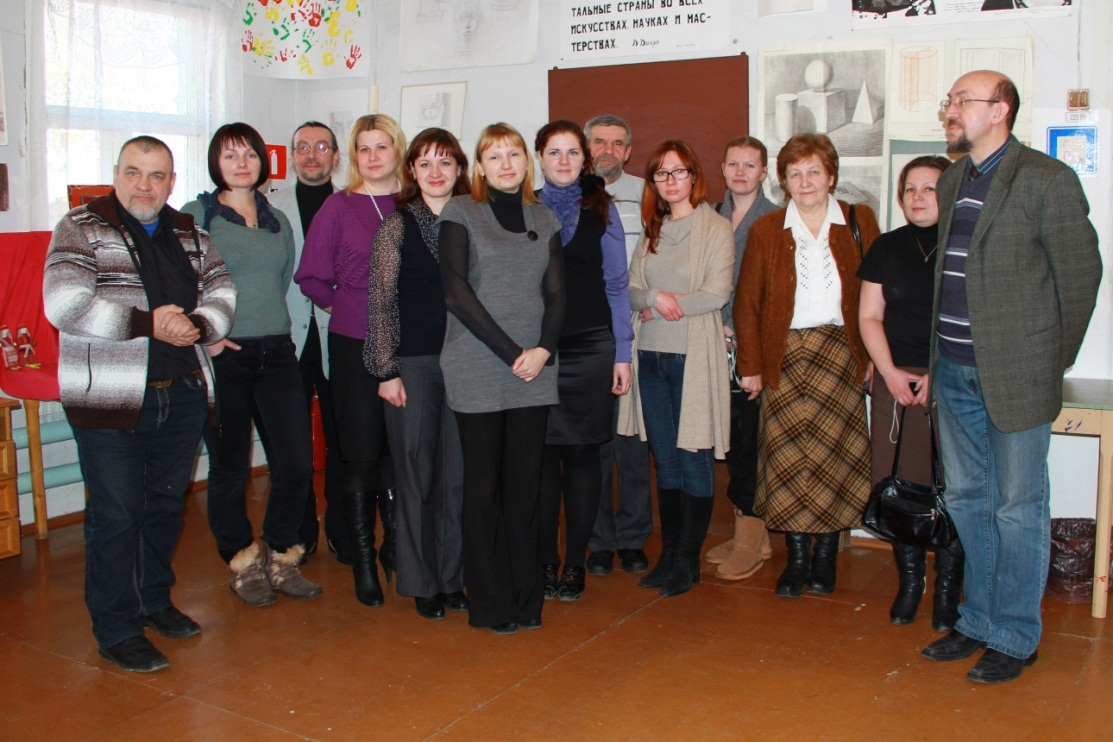 ТАЛЬНЫЕ СТРАНЫ ВО ВСЕХ
ИСКУССТВАХ, НАУКАХ И МАС-
ТЕРСТВАХ.